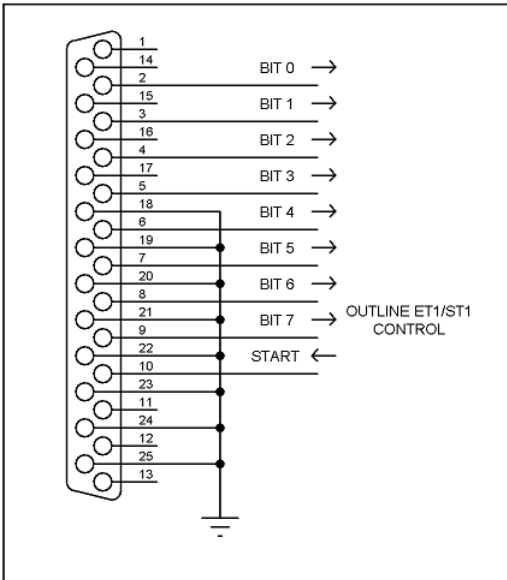 1
14
BIT 0
2
15
BIT 1
3
16
BIT 2
4
17
BIT 3
5
18
BIT 4
6
19
BIT 5
7
20
BIT 6
8
21
BIT 7
OUTLINE ET1/ST1
CONTROL
9
22
START
10
23
11
24
12
25
13